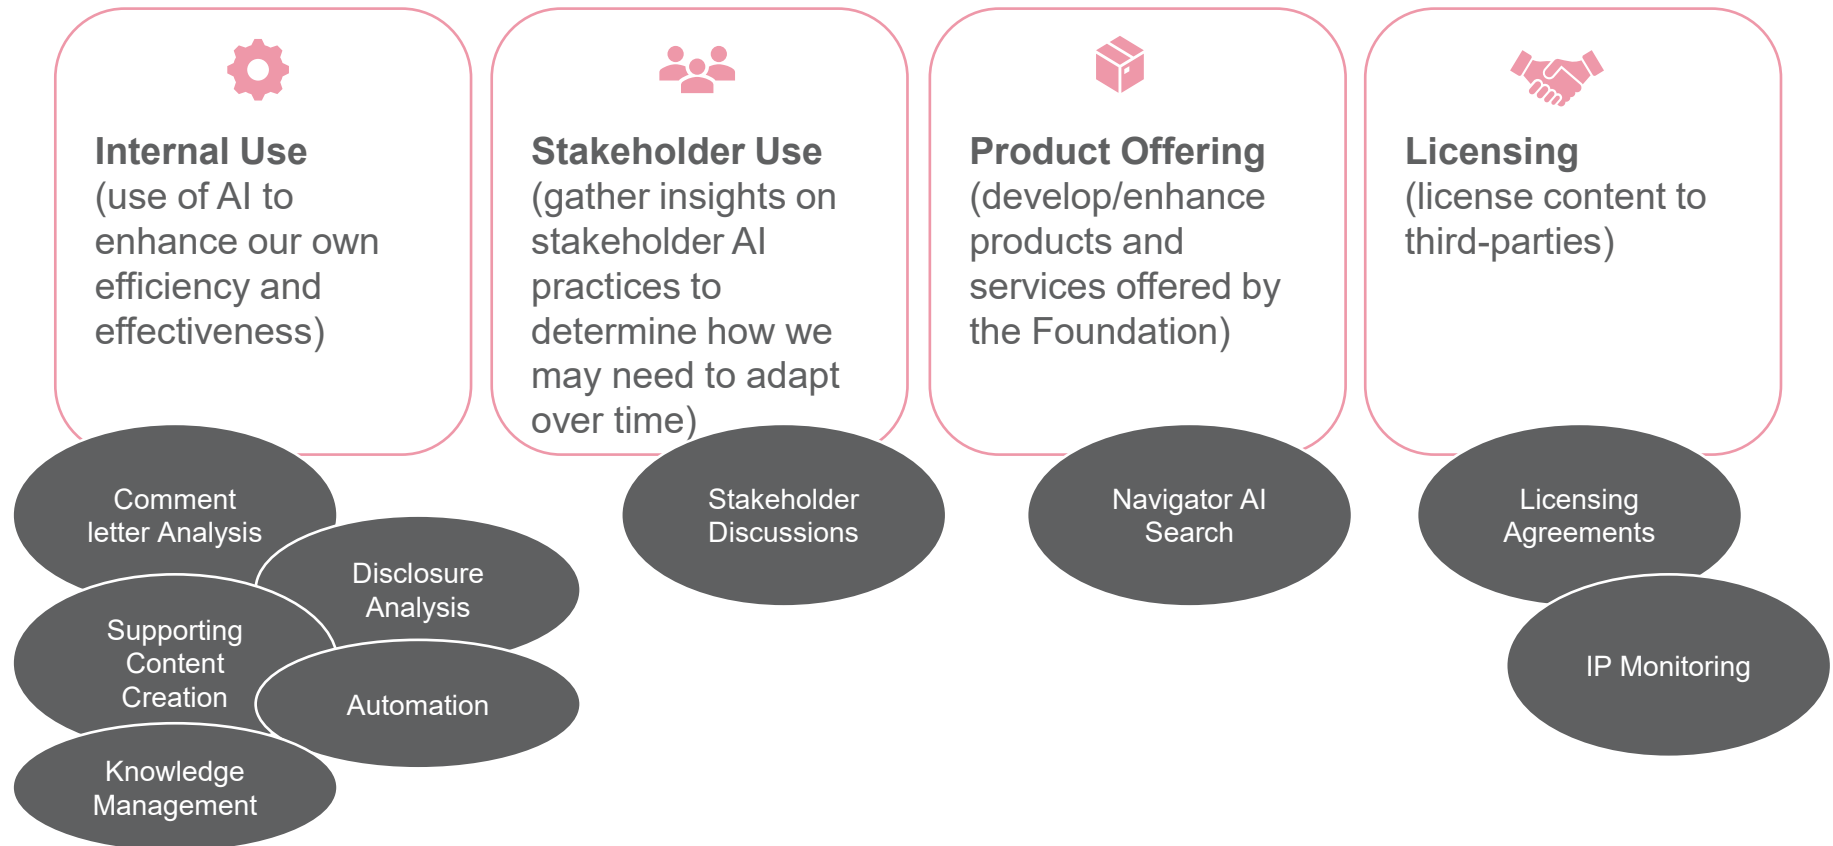 Internal Use
(use of AI to
enhance our own
efficiency and
effectiveness)
Stakeholder Use
(gather insights on
stakeholder AI
practices to
determine how we
may need to adapt
over time)
Product Offering
(develop/enhance
products and
services offered by
the Foundation)
Licensing
(license content to
third-parties)
Comment
letter Analysis
Disclosure
Analysis
Supporting
Content
Creation
Automation
Knowledge
Management
Stakeholder
Discussions
Navigator AI
Search
Licensing
Agreements
IP Monitoring